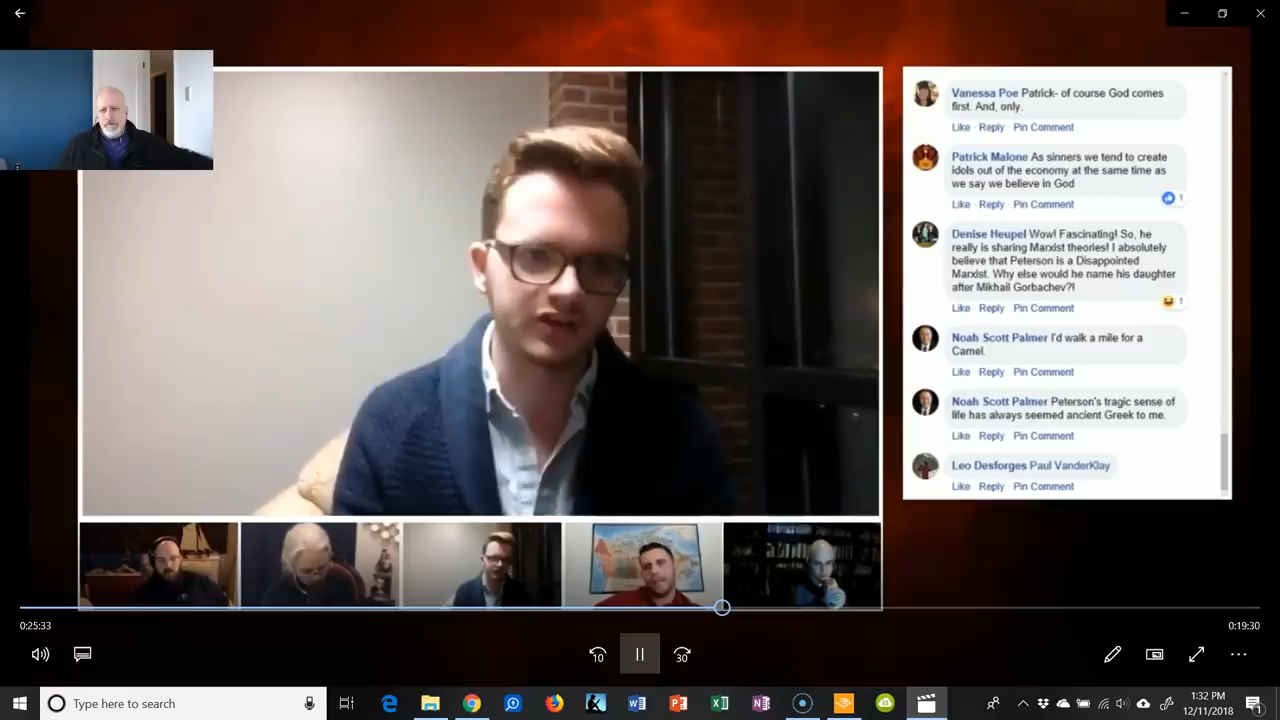 Vanessa Poe Patrick- of course God comes
first. And, only.
Like Reply Pin Comment
Patrick Malone As sinners we tend to create
idols out of the economy at the same time as
we say we believe in God
1
Like Reply Pin Comment
Denise Heupel Wow! Fascinating! So, he
really is sharing Marxist theories! I absolutely
believe that Peterson is a Disappointed
Marxist. Why else would he name his daughter
after Mikhail Gorbachev?!
1
Like Reply Pin Comment
Noah Scott Palmer I'd walk a mile for a
Camel.
Like Reply Pin Comment
Noah Scott Palmer Peterson's tragic sense of
life has always seemed ancient Greek to me.
Like Reply Pin Comment
Leo Desforges Paul VanderKlay
Like Reply Pin Comment
0:25:33
0:19:30
10
30
Type here to search
1:32 PM
12/11/2018
1